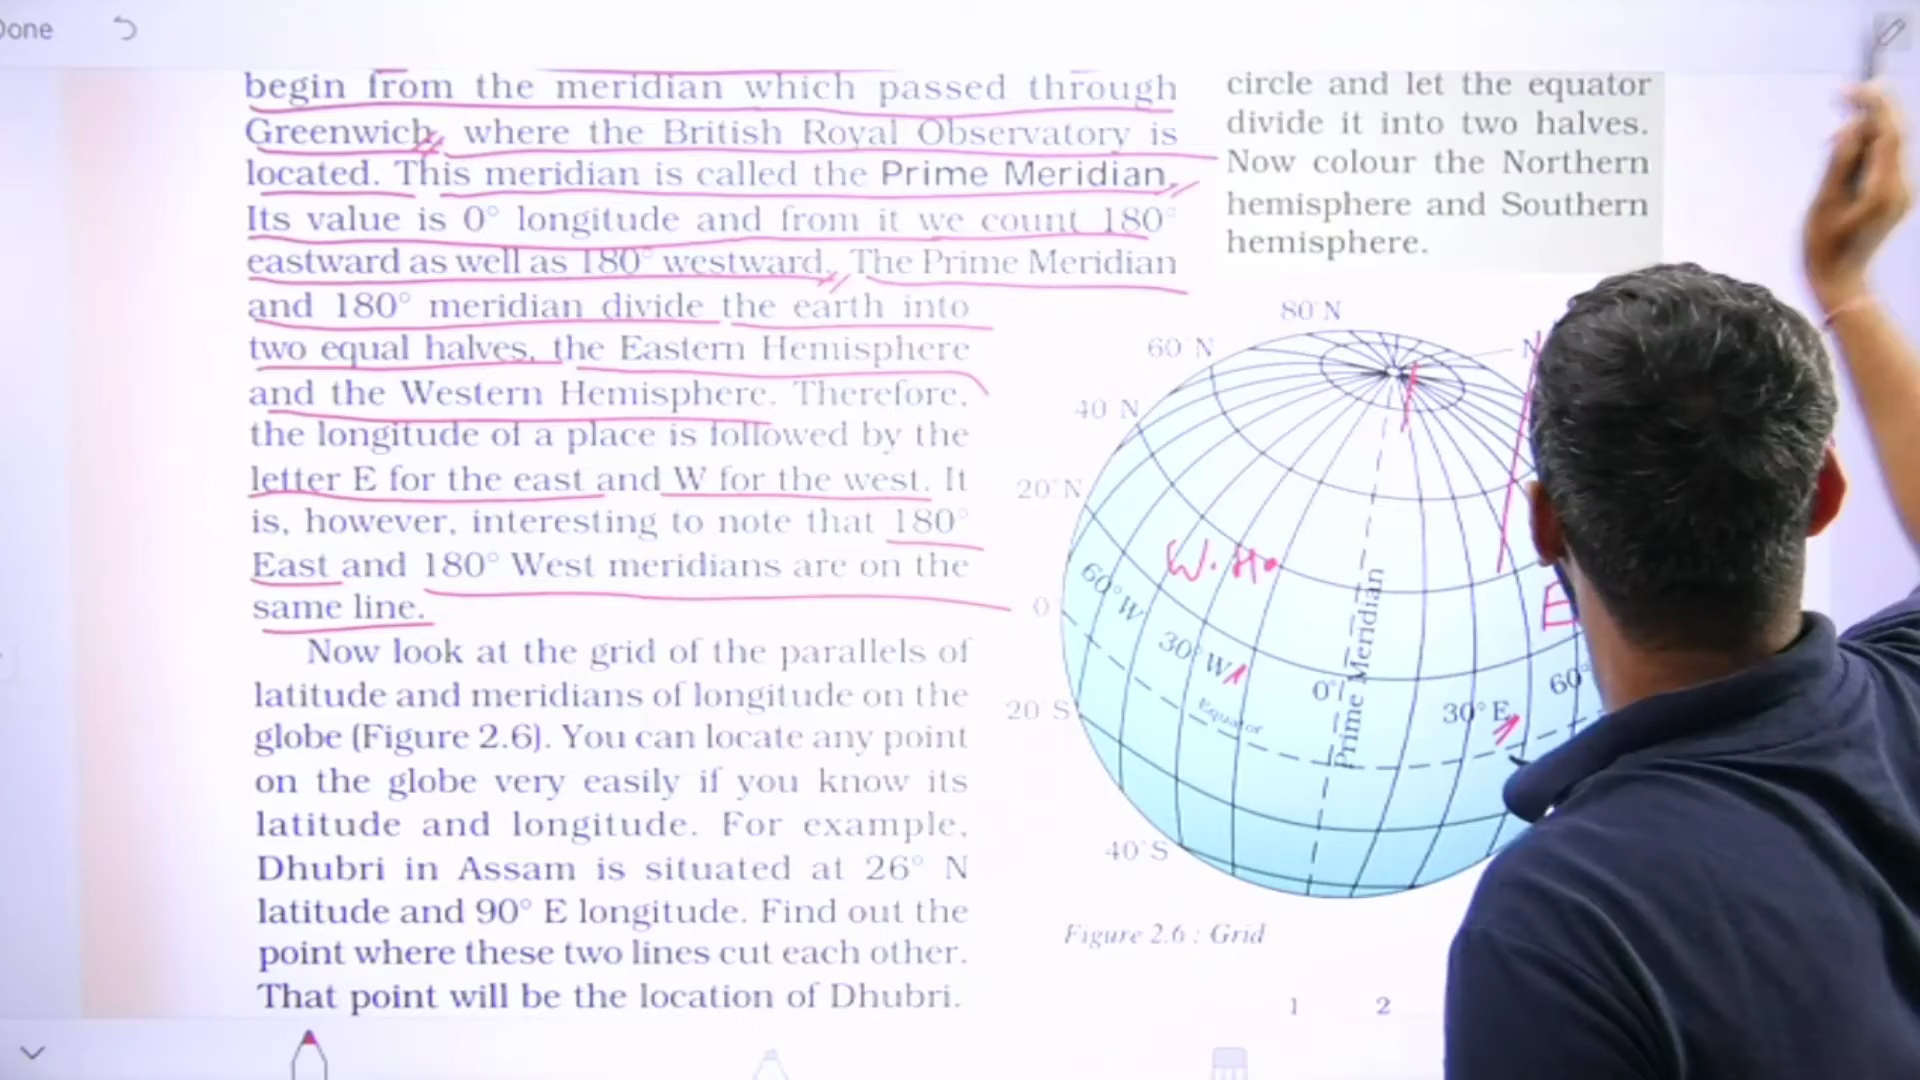 Done
begin from the meridian which passed through
Greenwich, where the British Royal Observatory is
located. This meridian is called the Prime Meridian.
Its value is 0° longitude and from it we count 180°
eastward as well as 180° westward. The Prime Meridian
and 180° meridian divide the earth into
two equal halves, the Eastern Hemisphere
and the Western Hemisphere. Therefore,
the longitude of a place is followed by the
letter E for the east and W for the west. It
is, however, interesting to note that 180°
East and 180° West meridians are on the
same line.
Now look at the grid of the parallels of
latitude and meridians of longitude on the
globe (Figure 2.6). You can locate any point
on the globe very easily if you know its
latitude and longitude. For example,
Dhubri in Assam is situated at 26° N
latitude and 90° E longitude. Find out the
point where these two lines cut each other.
That point will be the location of Dhubri.
circle and let the equator
divide it into two halves.
Now colour the Northern
hemisphere and Southern
hemisphere.
80°N
60 N
N
40 N
20°N
W.H.
E
0
60°W
30°W
0°
Prime Meridian
30°E
60°
Equator
20 S
40°S
Figure 2.6 : Grid
1 2